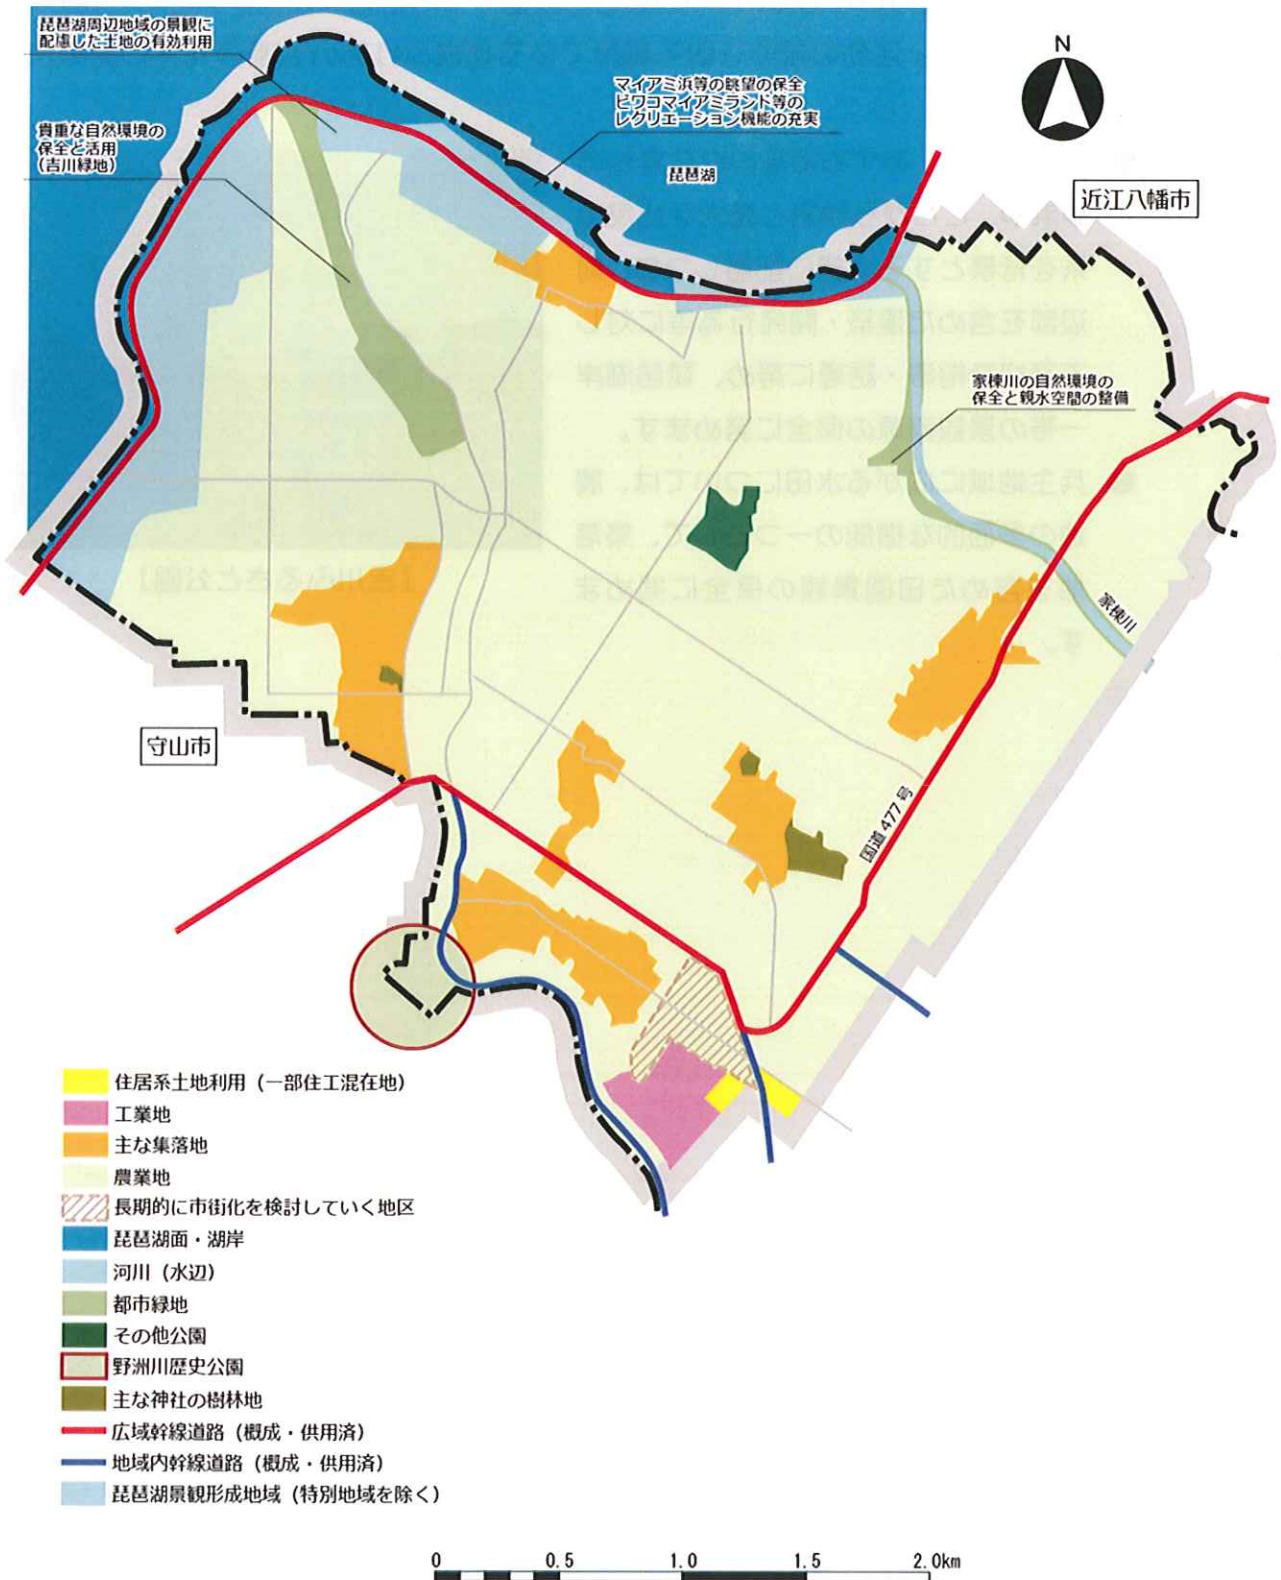 琵琶湖周辺地域の景観に
配慮した土地の有効利用
貴重な自然環境の
保全と活用
(吉川緑地)
マイアミ浜等の眺望の保全
ビワコマイアミランド等の
レクリエーション機能の充実
琵琶湖
N
近江八幡市
家棟川の自然環境の
保全と親水空間の整備
家棟川
守山市
国道477号
住居系土地利用(一部住工混在地)
工業地
主な集落地
農業地
長期的に市街化を検討していく地区
琵琶湖面・湖岸
河川(水辺)
都市緑地
その他公園
野洲川歴史公園
主な神社の樹林地
広域幹線道路(概成・供用済)
地域内幹線道路(概成・供用済)
琵琶湖景観形成地域(特別地域を除く)
0 0.5 1.0 1.5 2.0km